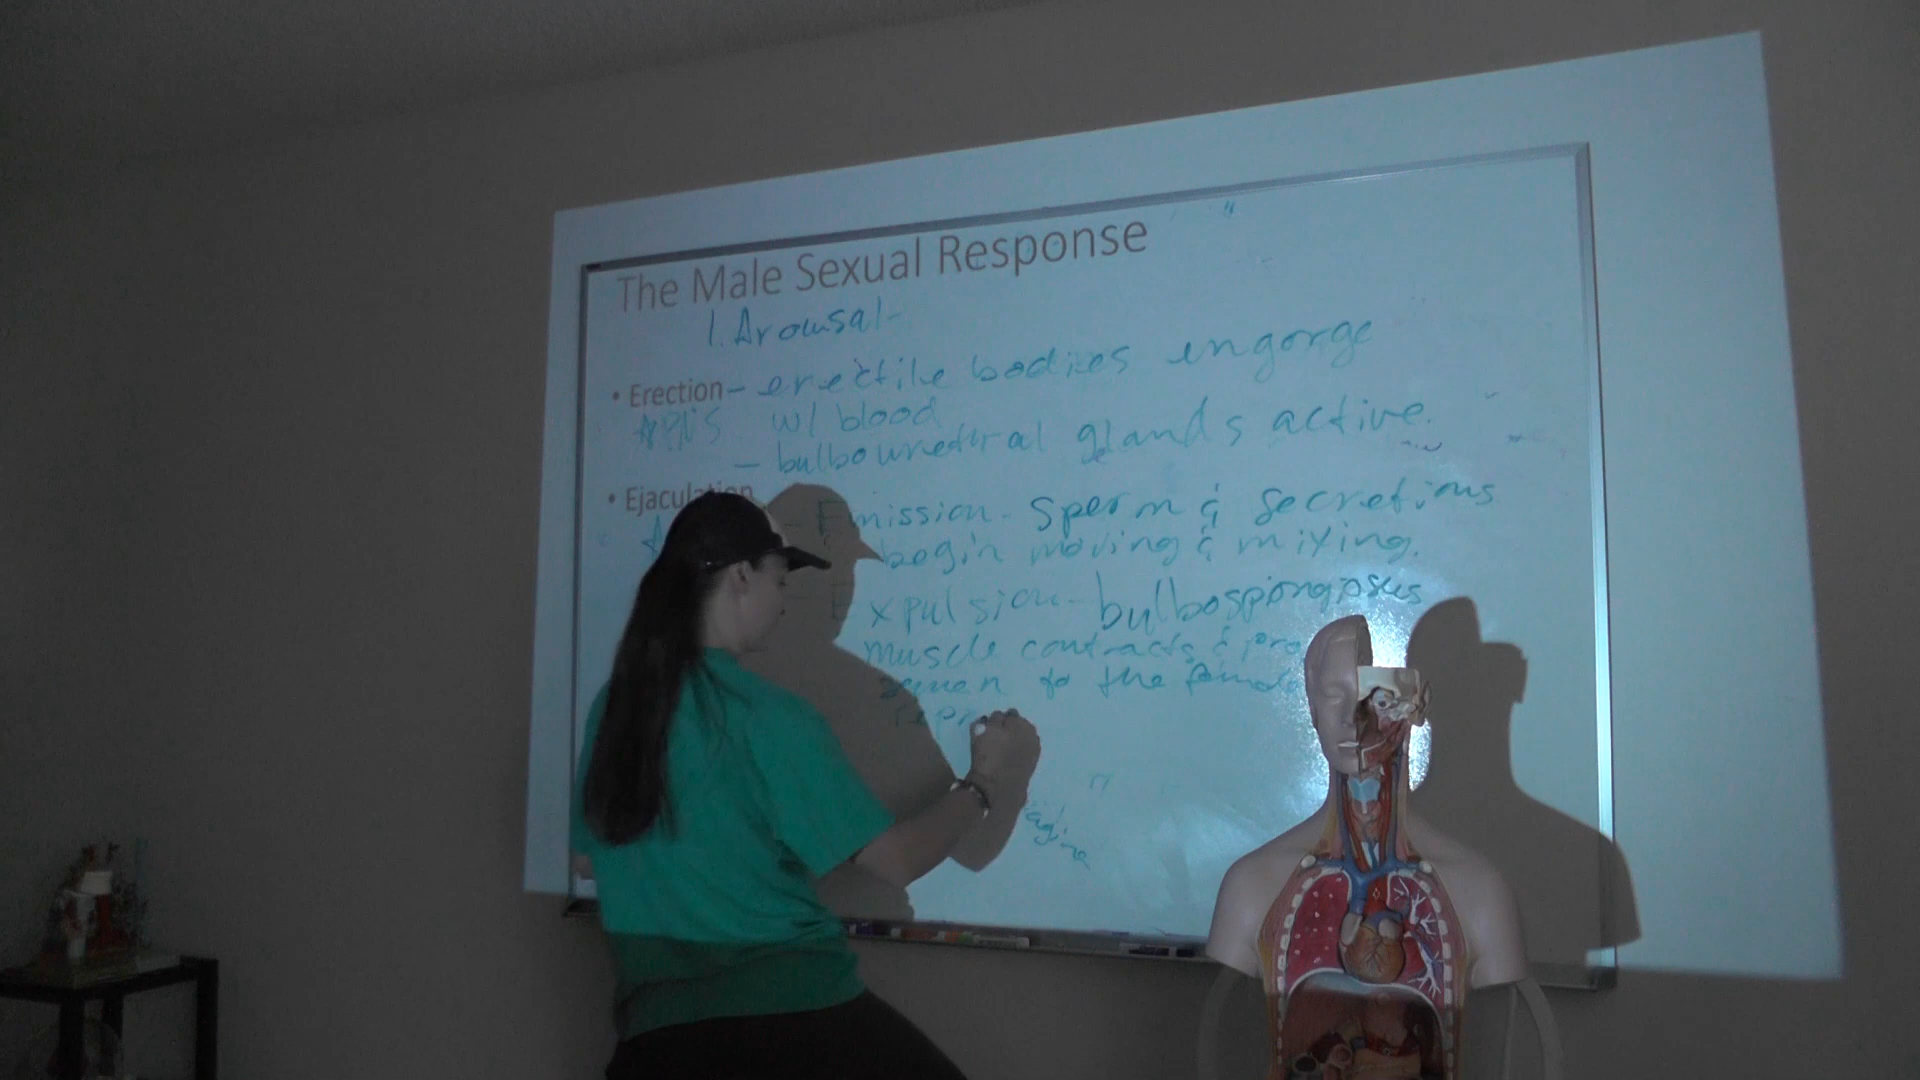 The Male Sexual Response
1. Arousal-
• Erection - erectile bodies engorge
*PNS w/ blood
- bulbourethral glands active.
• Ejaculation
- Emission - Sperm & Secretions
begin moving & mixing.
- Expulsion - bulbospongiosus
muscle contracts & pro
semen to the
repr